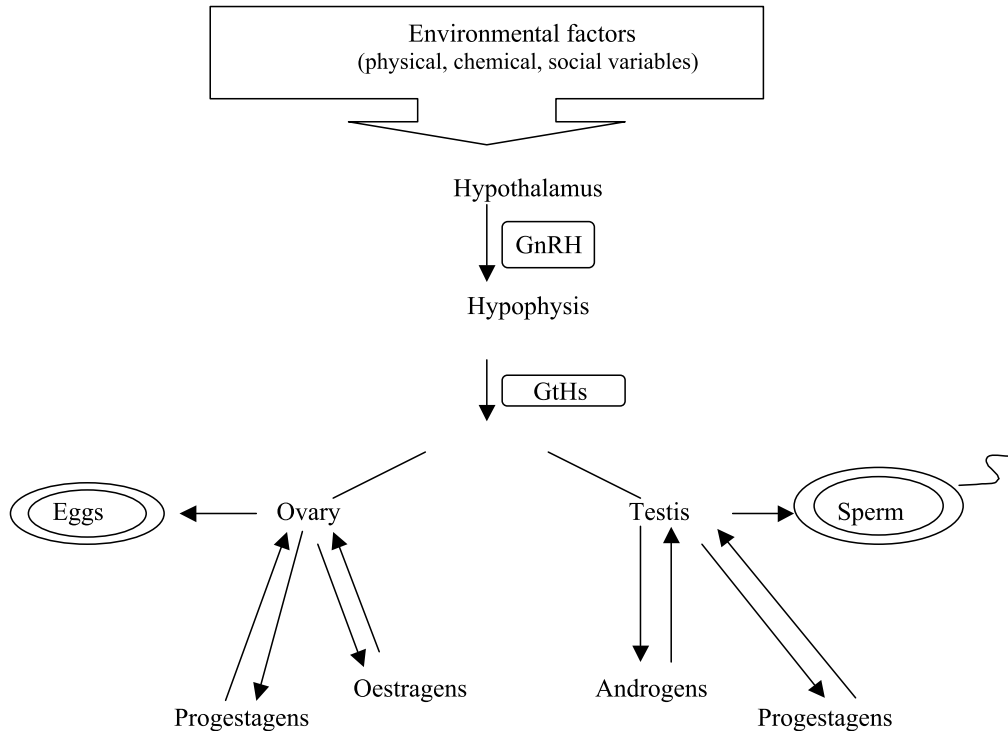 Environmental factors
(physical, chemical, social variables)
Hypothalamus
GnRH
Hypophysis
GtHs
Eggs
Ovary
Testis
Sperm
Oestragens
Androgens
Progestagens
Progestagens